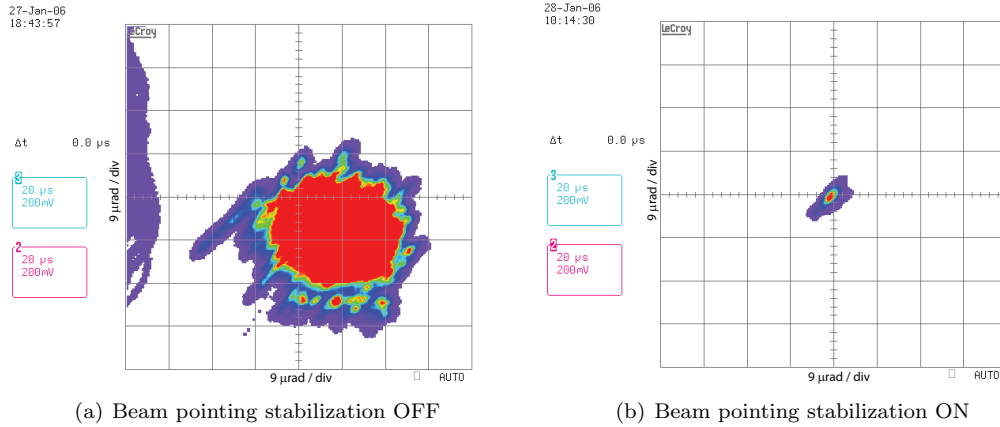 27-Jan-06
18:43:57
LeCroy
Δt 0.0 µs
3
20 µs
200mV
2
20 µs
200mV
9 µrad / div
9 µrad / div
AUTO
(a) Beam pointing stabilization OFF
28-Jan-06
10:14:30
LeCroy
Δt 0.0 µs
3
20 µs
200mV
2
20 µs
200mV
9 µrad / div
9 µrad / div
AUTO
(b) Beam pointing stabilization ON